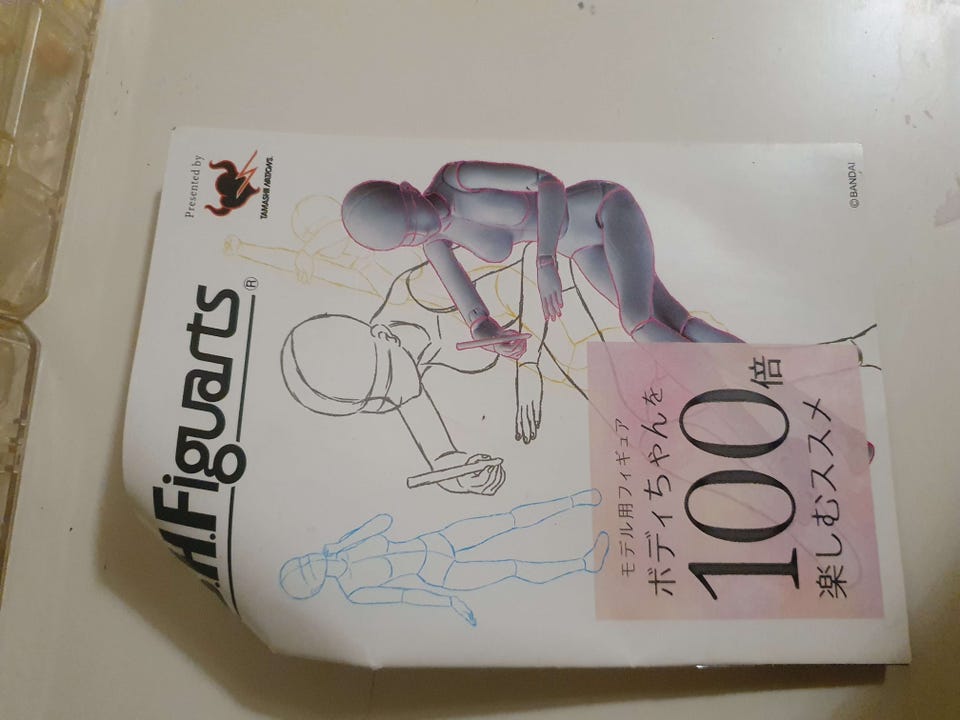 Presented by
TAMASHII NATIONS
.H.Figuarts®
モデル用フィギュア
ボディちゃんを
100倍
楽しむススメ
©BANDAI